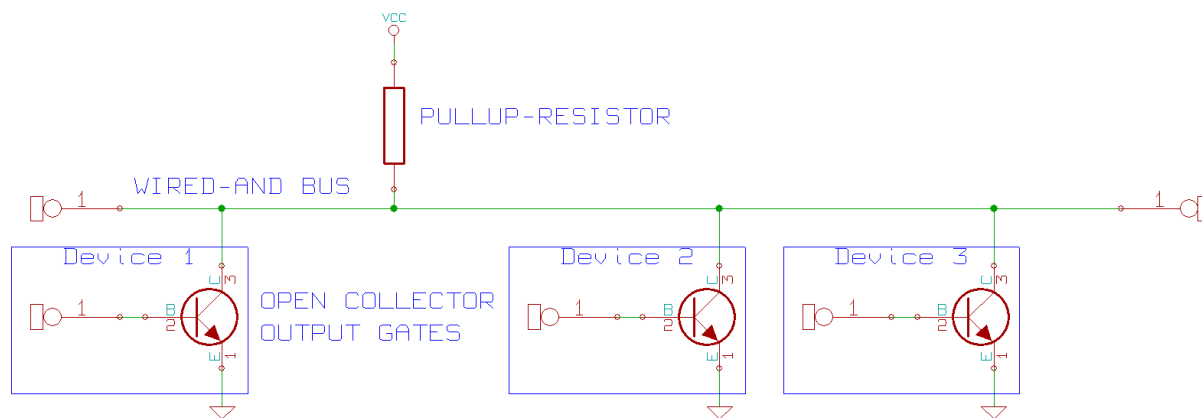 VCC
PULLUP-RESISTOR
WIRED-AND BUS
1
1
Device 1
Device 2
Device 3
C
3
C
3
C
3
OPEN COLLECTOR
OUTPUT GATES
1
B
2
1
B
2
1
B
2
E
1
E
1
E
1